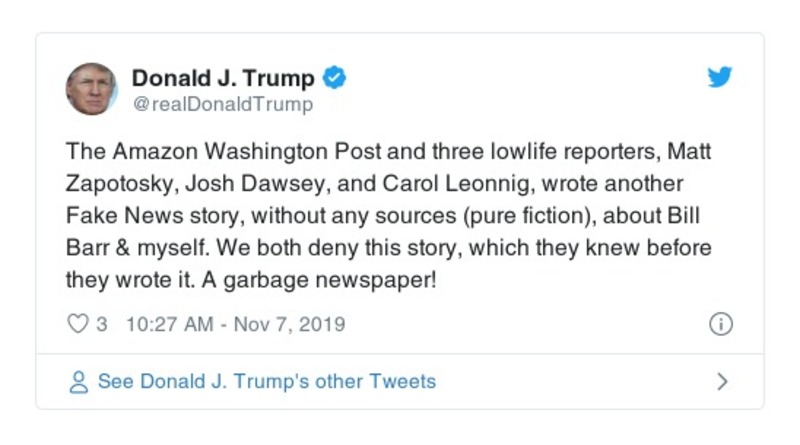 Donald J. Trump
@realDonaldTrump
The Amazon Washington Post and three lowlife reporters, Matt
Zapotosky, Josh Dawsey, and Carol Leonnig, wrote another
Fake News story, without any sources (pure fiction), about Bill
Barr & myself. We both deny this story, which they knew before
they wrote it. A garbage newspaper!
3 10:27 AM - Nov 7, 2019
See Donald J. Trump's other Tweets